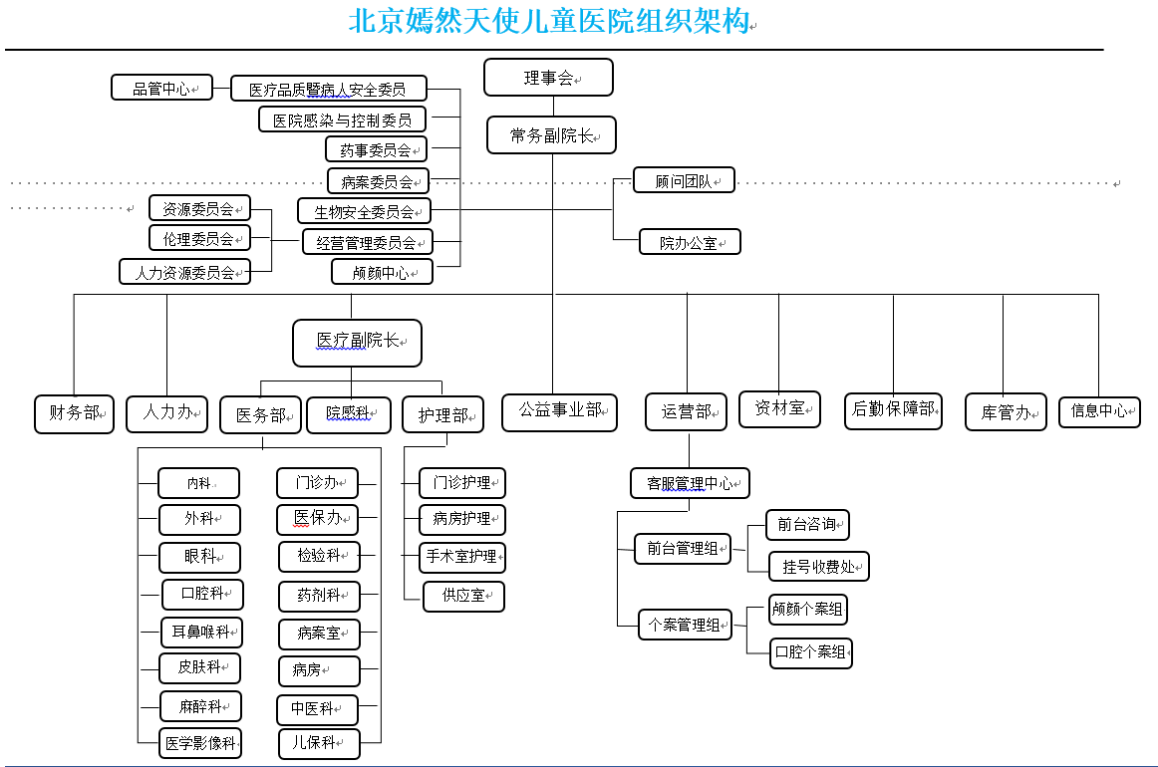 北京嫣然天使儿童医院组织架构
理事会
品管中心
医疗品质暨病人安全委员
医院感染与控制委员
常务副院长
药事委员会
病案委员会
顾问团队
资源委员会
生物安全委员会
伦理委员会
经营管理委员会
院办公室
人力资源委员会
颅颜中心
医疗副院长
财务部
人力办
医务部
院感科
护理部
公益事业部
运营部
资材室
后勤保障部
库管办
信息中心
内科
门诊办
门诊护理
客服管理中心
外科
医保办
病房护理
前台咨询
眼科
检验科
手术室护理
前台管理组
挂号收费处
口腔科
药剂科
供应室
颅颜个案组
耳鼻喉科
病案室
个案管理组
口腔个案组
皮肤科
病房
麻醉科
中医科
医学影像科
儿保科